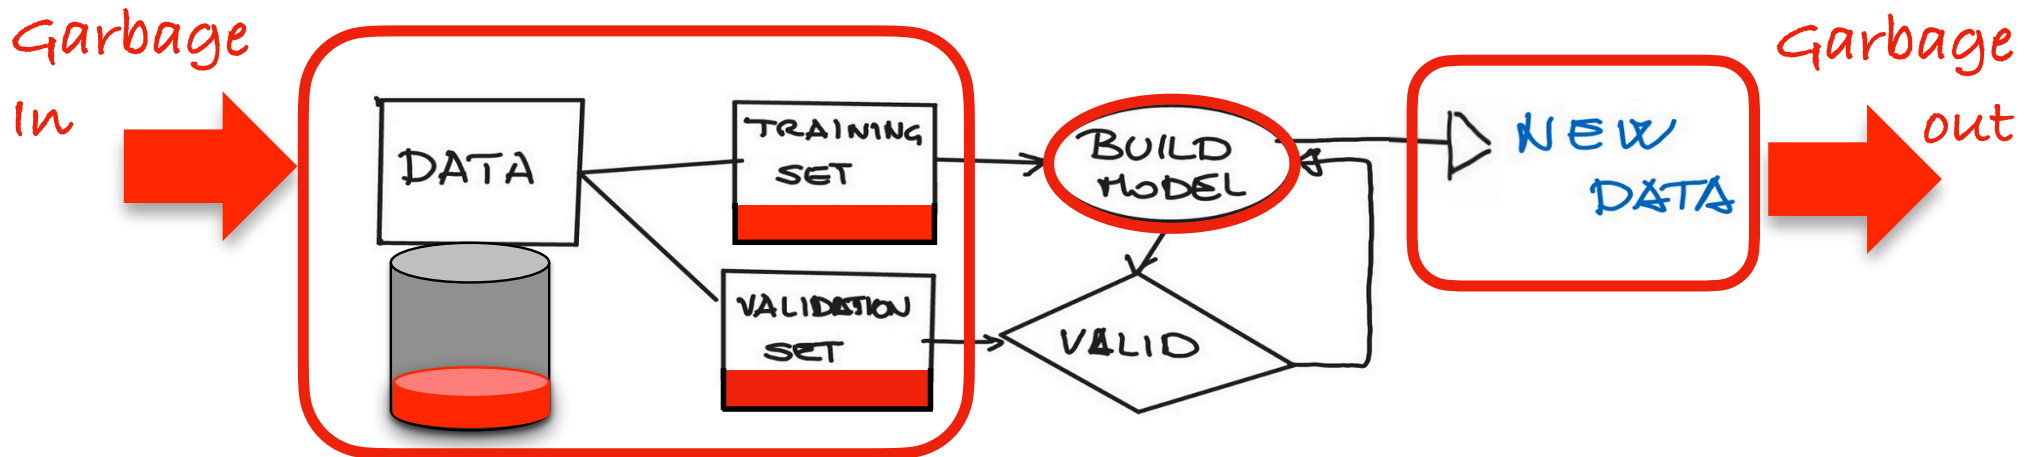 Garbage
In
DATA
TRAINING
SET
VALIDATION
SET
BUILD
MODEL
VALID
NEW
DATA
Garbage
out